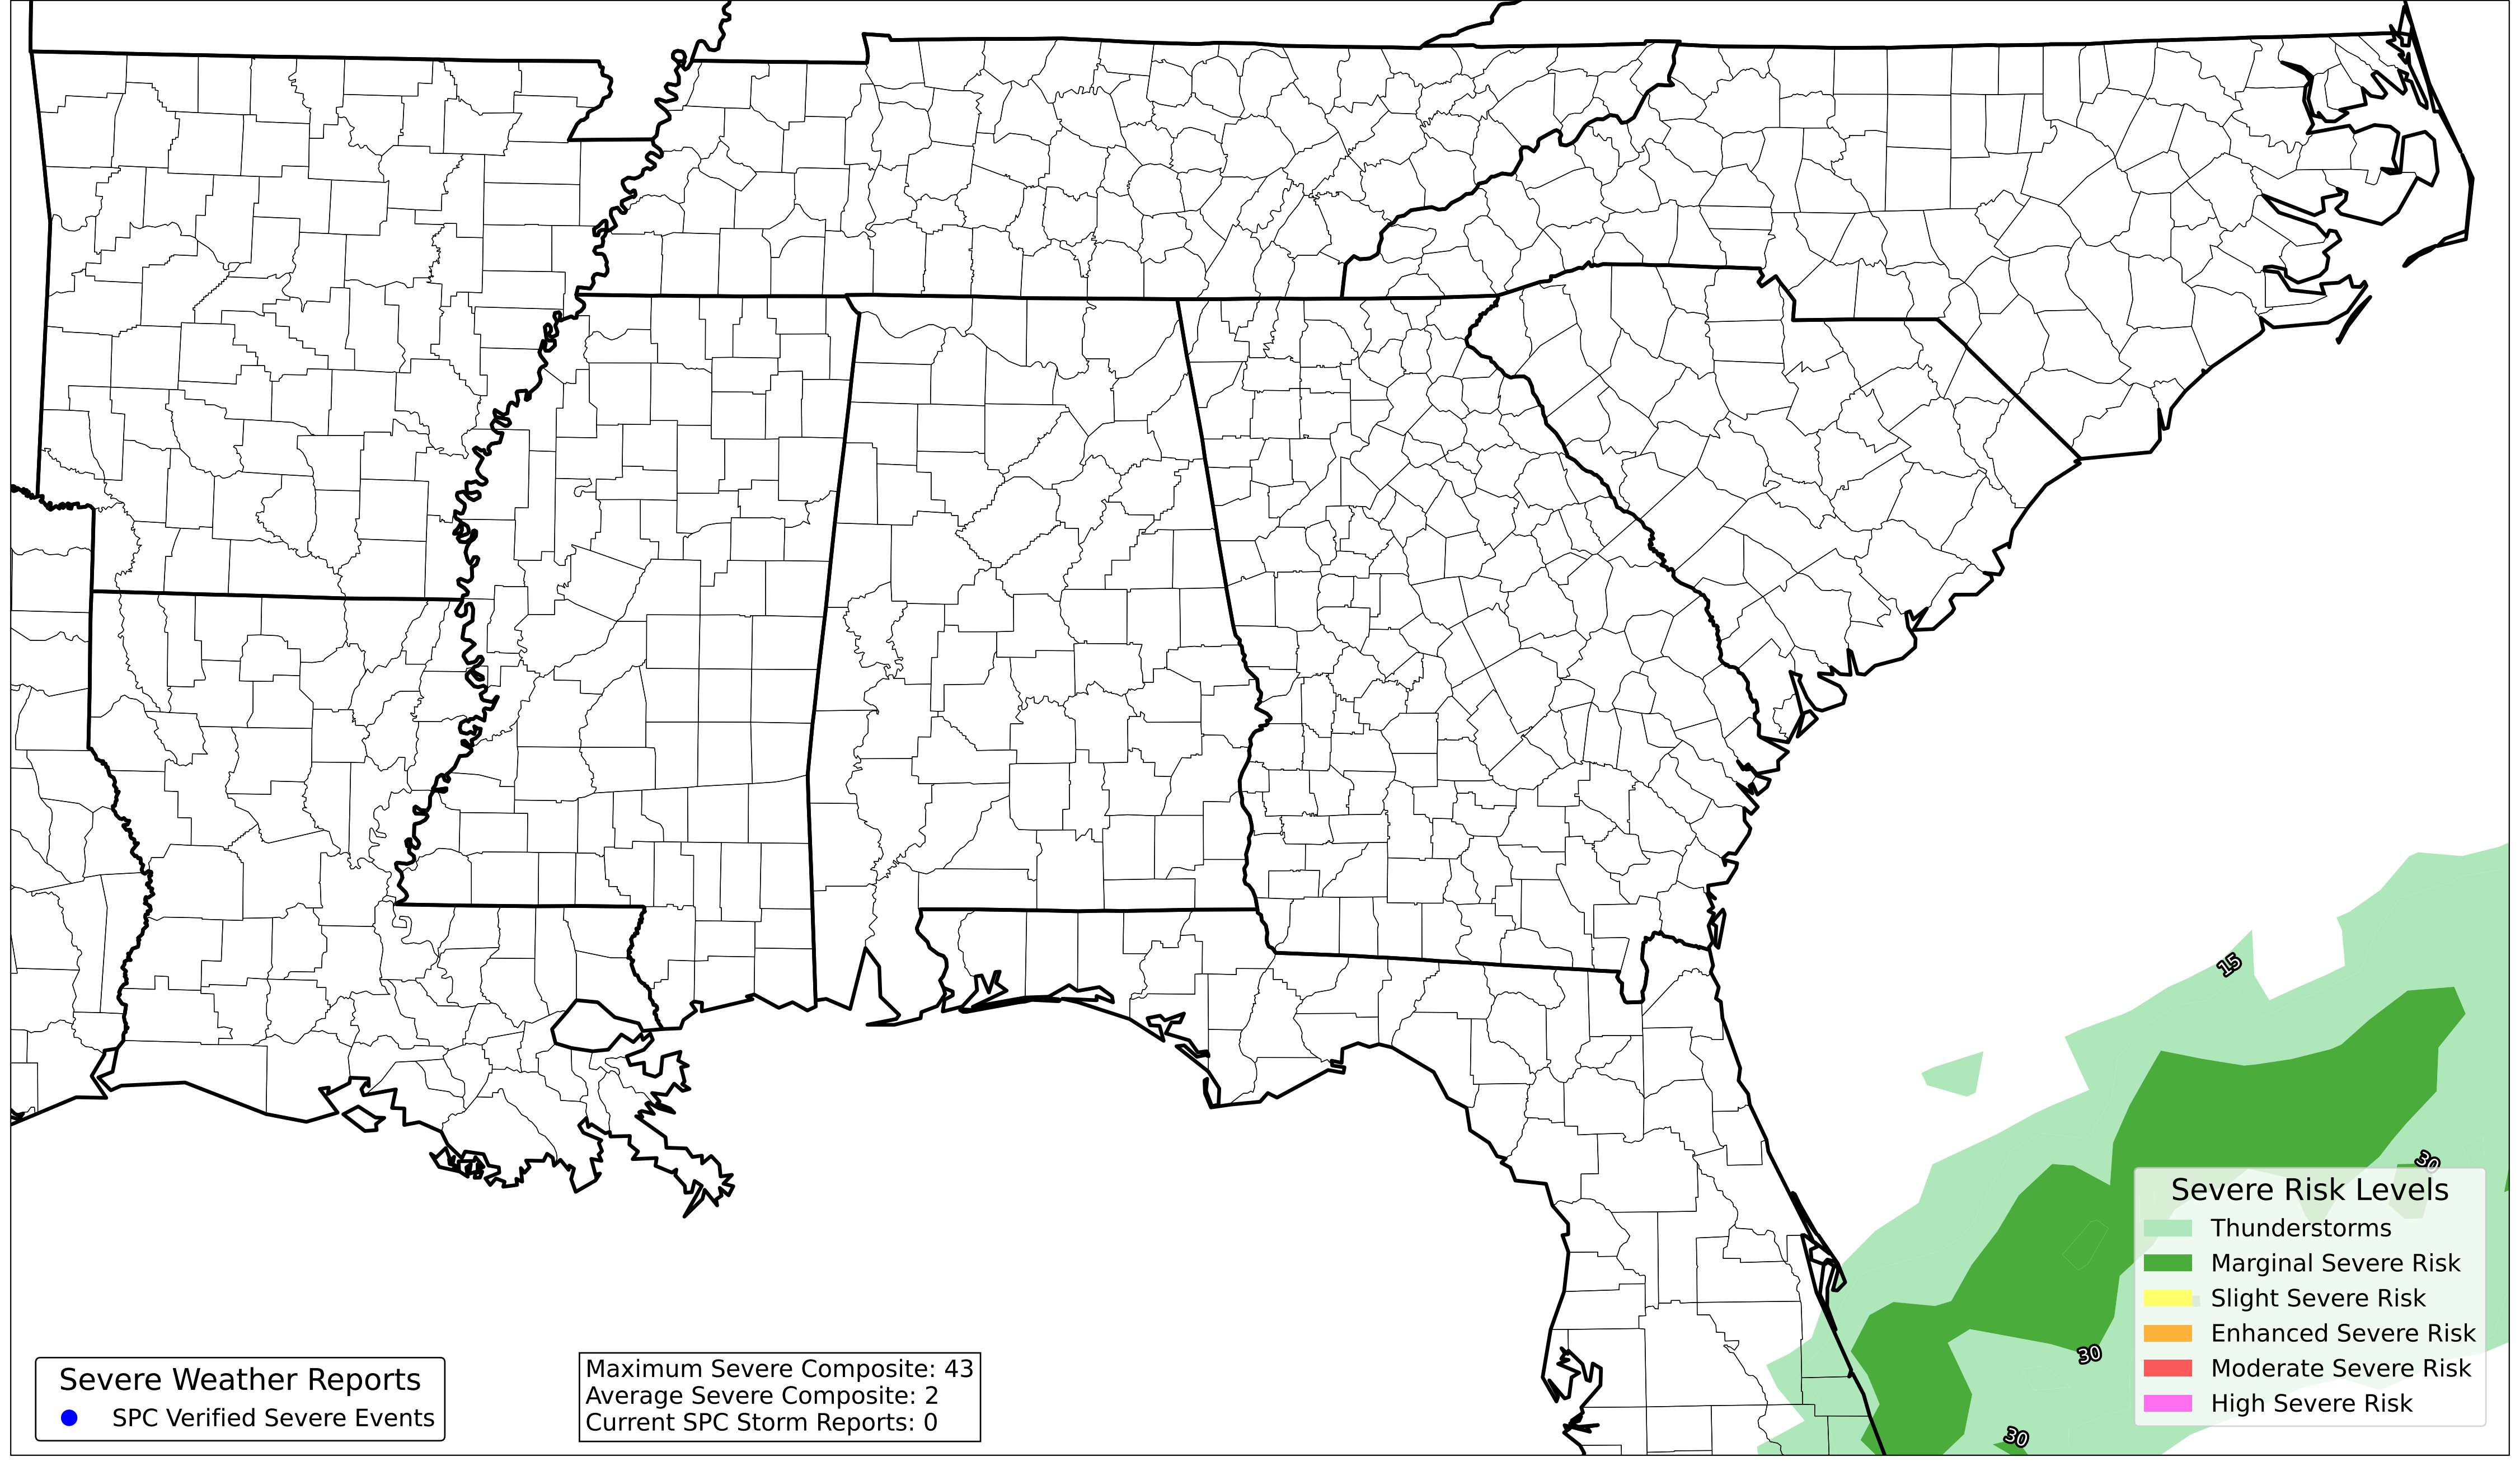 15
30
Severe Risk Levels
Thunderstorms
Marginal Severe Risk
Slight Severe Risk
Enhanced Severe Risk
Moderate Severe Risk
High Severe Risk
30
30
Severe Weather Reports
SPC Verified Severe Events
Maximum Severe Composite: 43
Average Severe Composite: 2
Current SPC Storm Reports: 0